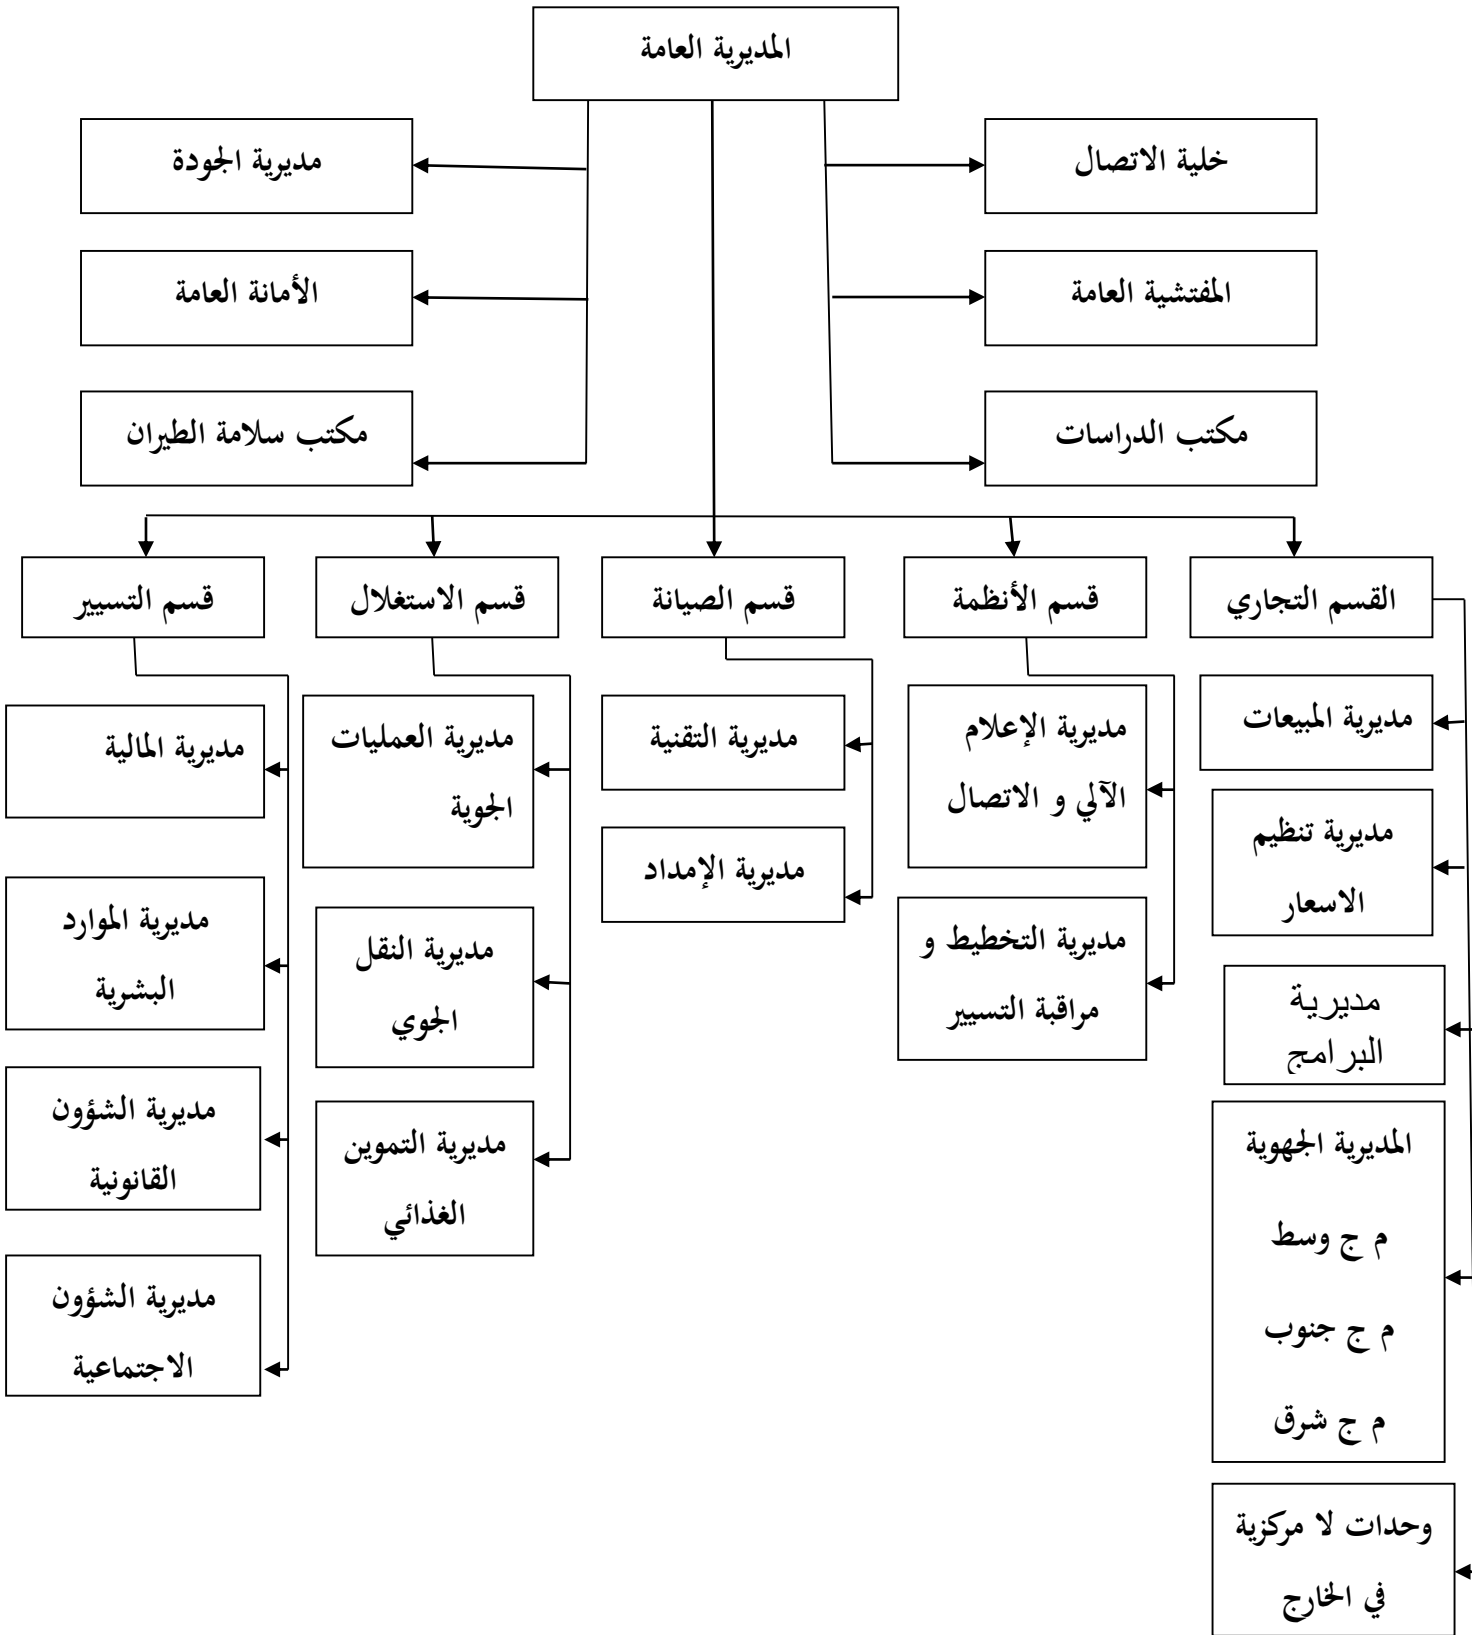 المديرية العامة
خلية الاتصال
مديرية الجودة
المفتشية العامة
الأمانة العامة
مكتب الدراسات
مكتب سلامة الطيران
القسم التجاري
قسم الأنظمة
قسم الصيانة
قسم الاستغلال
قسم التسيير
مديرية المبيعات
مديرية تنظيم
الاسعار
مديرية
البرامج
المديرية الجهوية
م ج وسط
م ج جنوب
م ج شرق
وحدات لا مركزية
في الخارج
مديرية الإعلام
الآلي و الاتصال
مديرية التخطيط و
مراقبة التسيير
مديرية التقنية
مديرية الإمداد
مديرية العمليات
الجوية
مديرية النقل
الجوي
مديرية التموين
الغذائي
مديرية المالية
مديرية الموارد
البشرية
مديرية الشؤون
القانونية
مديرية الشؤون
الاجتماعية